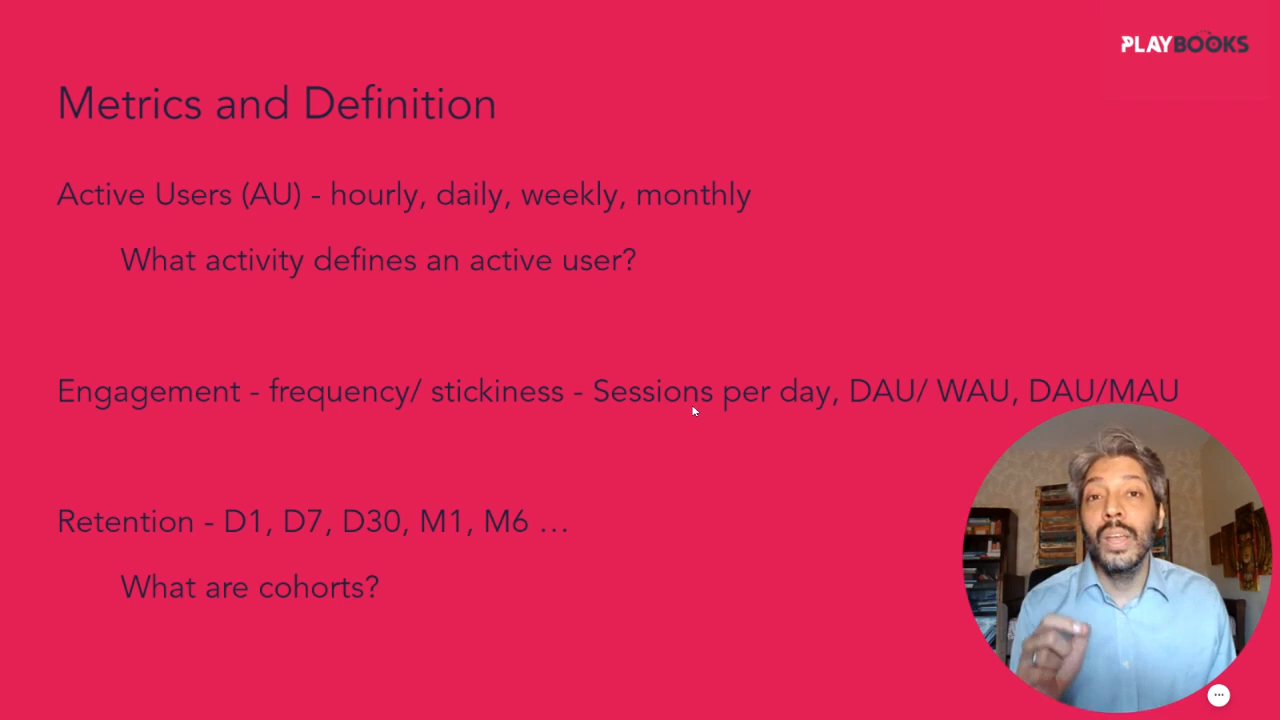 PLAYBOOKS
Metrics and Definition
Active Users (AU) - hourly, daily, weekly, monthly
What activity defines an active user?
Engagement - frequency/ stickiness - Sessions per day, DAU/ WAU, DAU/MAU
Retention - D1, D7, D30, M1, M6 …
What are cohorts?